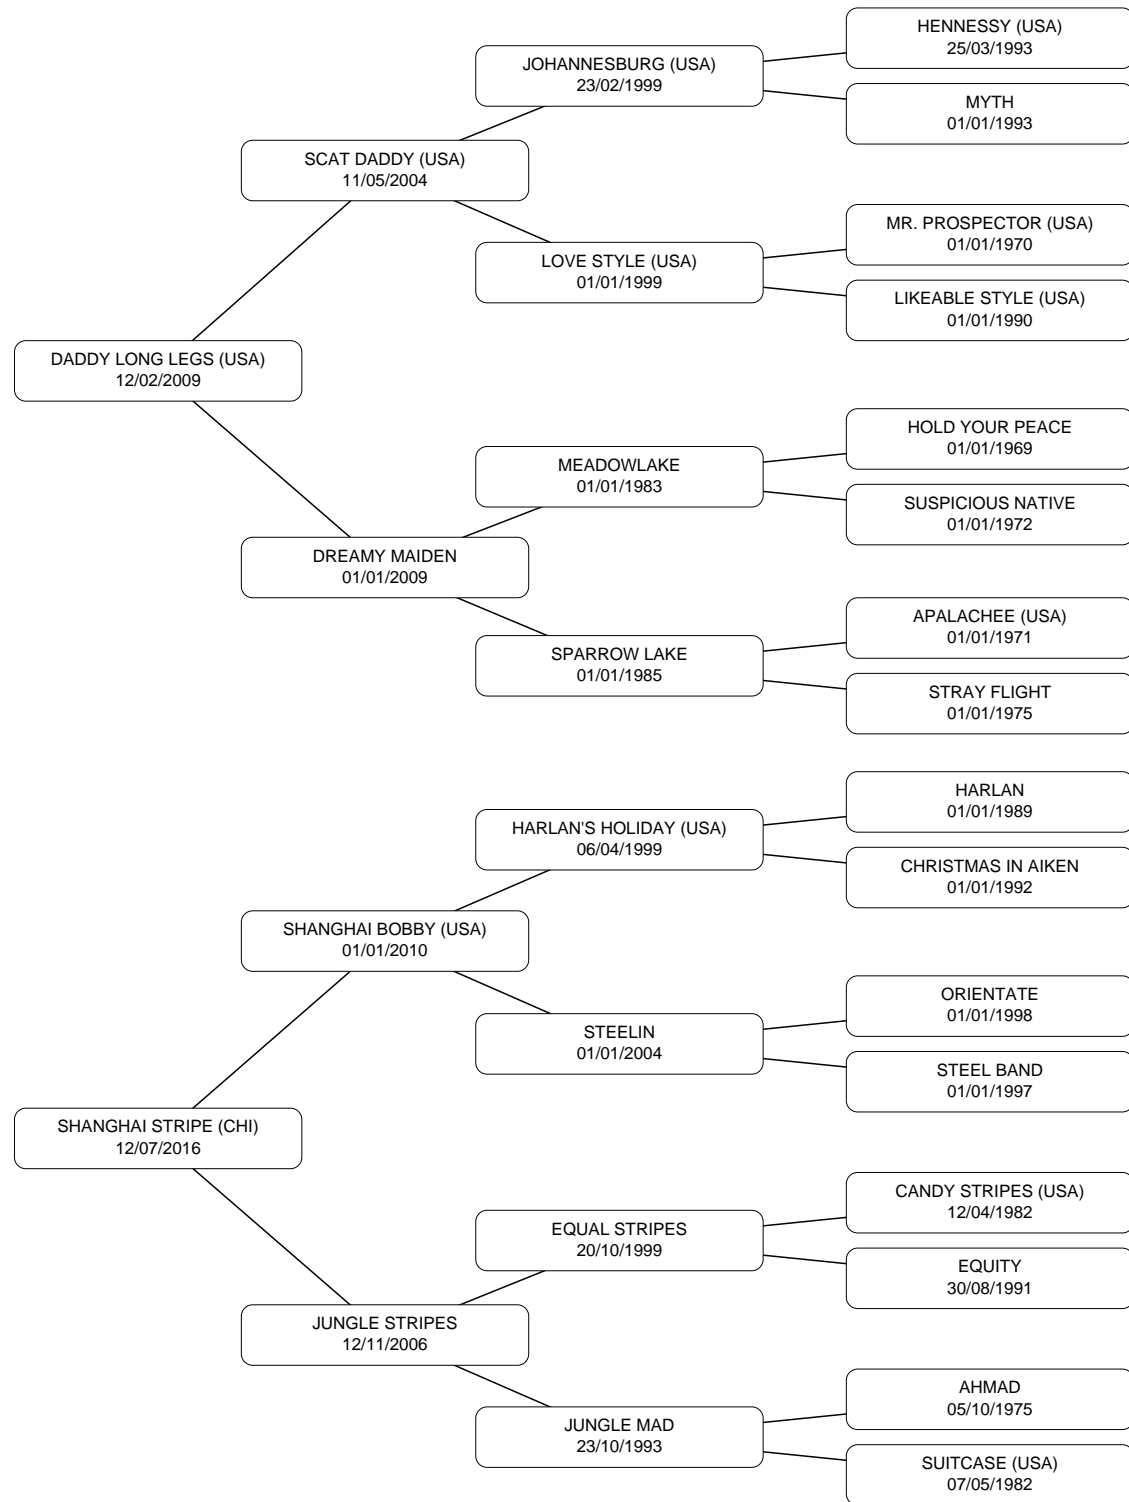 HENNESSY (USA)
25/03/1993
JOHANNESBURG (USA)
23/02/1999
MYTH
01/01/1993
SCAT DADDY (USA)
11/05/2004
MR. PROSPECTOR (USA)
01/01/1970
LOVE STYLE (USA)
01/01/1999
LIKEABLE STYLE (USA)
01/01/1990
DADDY LONG LEGS (USA)
12/02/2009
HOLD YOUR PEACE
01/01/1969
MEADOWLAKE
01/01/1983
SUSPICIOUS NATIVE
01/01/1972
DREAMY MAIDEN
01/01/2009
APALACHEE (USA)
01/01/1971
SPARROW LAKE
01/01/1985
STRAY FLIGHT
01/01/1975
HARLAN
01/01/1989
HARLAN'S HOLIDAY (USA)
06/04/1999
CHRISTMAS IN AIKEN
01/01/1992
SHANGHAI BOBBY (USA)
01/01/2010
ORIENTATE
01/01/1998
STEELIN
01/01/2004
STEEL BAND
01/01/1997
SHANGHAI STRIPE (CHI)
12/07/2016
CANDY STRIPES (USA)
12/04/1982
EQUAL STRIPES
20/10/1999
EQUITY
30/08/1991
JUNGLE STRIPES
12/11/2006
AHMAD
05/10/1975
JUNGLE MAD
23/10/1993
SUITCASE (USA)
07/05/1982